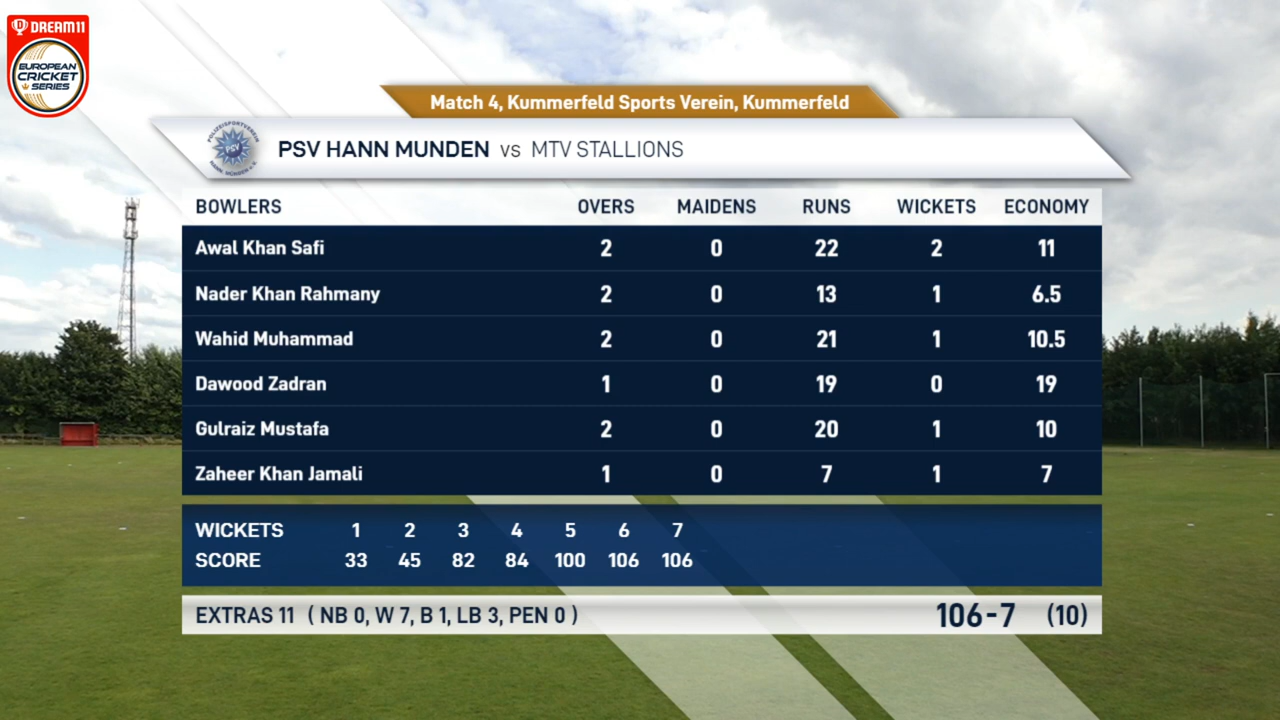 DREAM11
EUROPEAN
CRICKET
SERIES
Match 4, Kummerfeld Sports Verein, Kummerfeld
POLIZEISPORTVEREIN
PSV
HANN. MÜNDEN e.V.
PSV HANN MUNDEN vs MTV STALLIONS
BOWLERS OVERS MAIDENS RUNS WICKETS ECONOMY
Awal Khan Safi 2 0 22 2 11
Nader Khan Rahmany 2 0 13 1 6.5
Wahid Muhammad 2 0 21 1 10.5
Dawood Zadran 1 0 19 0 19
Gulraiz Mustafa 2 0 20 1 10
Zaheer Khan Jamali 1 0 7 1 7
WICKETS 1 2 3 4 5 6 7
SCORE 33 45 82 84 100 106 106
EXTRAS 11 ( NB 0, W 7, B 1, LB 3, PEN 0 ) 106-7 (10)